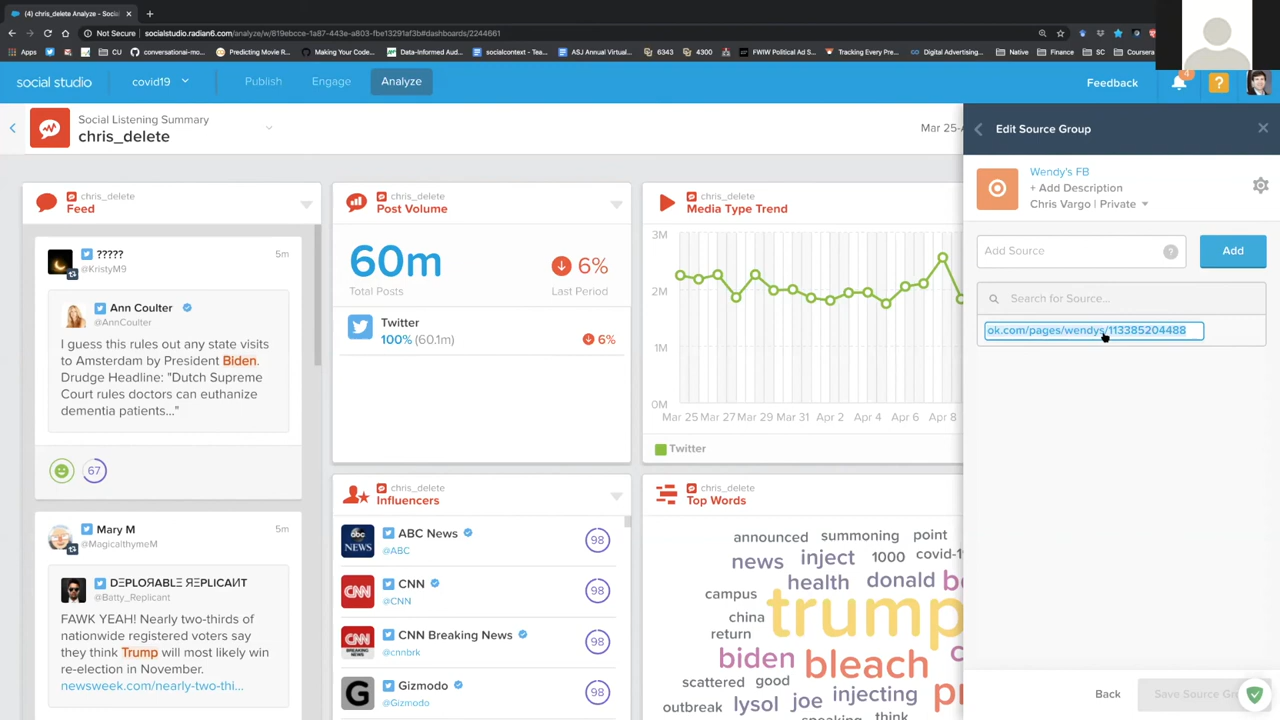 (4) chris_delete Analyze - Social
Not Secure
socialstudio.radian6.com/analyze/w/819ebcce-1a87-443e-a803-fbe13291af3b#dashboards/2244661
Apps
CU
conversational-mo...
Predicting Movie R...
Making Your Code...
Data-Informed Aud...
socialcontext - Tea...
ASJ Annual Virtual...
6343
4300
FWIW Political Ad S...
Tracking Every Pre...
Digital Advertising...
Native
Finance
SC
Coursera
social studio
covid19
Publish
Engage
Analyze
Feedback
4
?
Social Listening Summary
chris_delete
Mar 25-A
Edit Source Group
Wendy's FB
+ Add Description
Chris Vargo | Private
Add Source
?
Add
Search for Source...
ok.com/pages/wendys/113385204488
Back
Save Source Gro
chris_delete
Feed
?????
@KristyM9
5m
Ann Coulter
@AnnCoulter
I guess this rules out any state visits
to Amsterdam by President Biden.
Drudge Headline: "Dutch Supreme
Court rules doctors can euthanize
dementia patients..."
67
Mary M
@MagicalthymeM
5m
DΞPLOЯABLΞ ЯΞPLICAИT
@Batty_Replicant
FAWK YEAH! Nearly two-thirds of
nationwide registered voters say
they think Trump will most likely win
re-election in November.
newsweek.com/nearly-two-thi...
chris_delete
Post Volume
60m
Total Posts
6%
Last Period
Twitter
100% (60.1m)
6%
chris_delete
Media Type Trend
3M
2M
1M
0M
Mar 25 Mar 27 Mar 29 Mar 31 Apr 2 Apr 4 Apr 6 Apr 8
Twitter
chris_delete
Influencers
ABC News
@ABC
98
CNN
@CNN
98
CNN Breaking News
@cnnbrk
98
Gizmodo
@Gizmodo
98
chris_delete
Top Words
announced summoning point
news inject 1000 covid-1
health donald
campus
china trump
return
biden bleach
scattered good
outbreak lysol joe injecting
speaking think